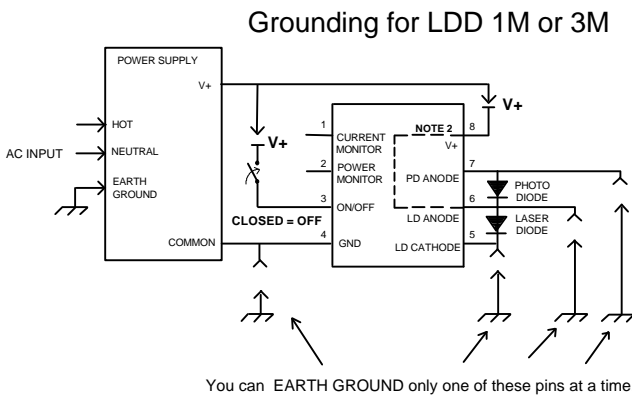 Grounding for LDD 1M or 3M
POWER SUPPLY
V+
HOT
AC INPUT
NEUTRAL
EARTH
GROUND
COMMON
V+
CLOSED = OFF
1
CURRENT
MONITOR
2
POWER
MONITOR
3
ON/OFF
4
GND
NOTE 2
8
V+
7
PD ANODE
6
LD ANODE
5
LD CATHODE
V+
PHOTO
DIODE
LASER
DIODE
You can EARTH GROUND only one of these pins at a time